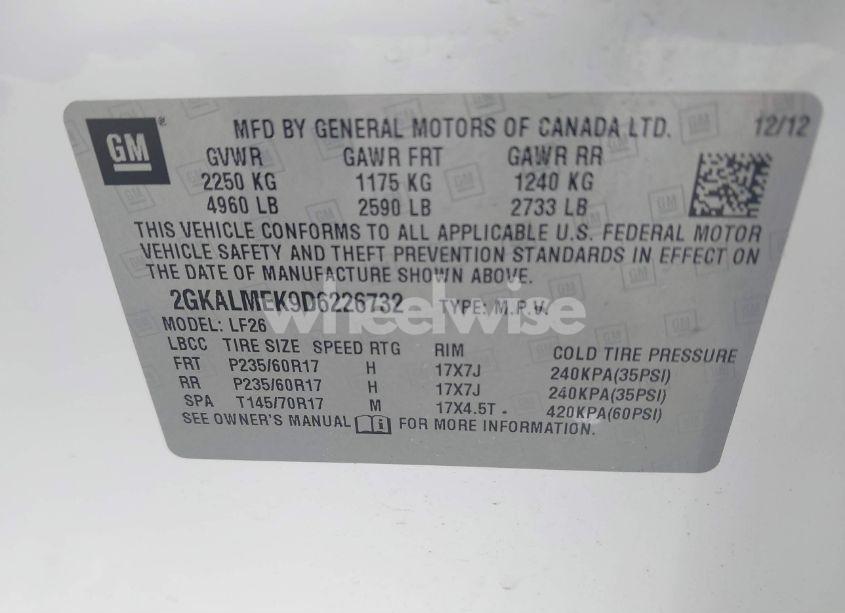 GM®
MFD BY GENERAL MOTORS OF CANADA LTD. 12/12
GVWR GAWR FRT GAWR RR
2250 KG 1175 KG 1240 KG
4960 LB 2590 LB 2733 LB
THIS VEHICLE CONFORMS TO ALL APPLICABLE U.S. FEDERAL MOTOR
VEHICLE SAFETY AND THEFT PREVENTION STANDARDS IN EFFECT ON
THE DATE OF MANUFACTURE SHOWN ABOVE.
2GKALMEK9D6226732 TYPE: M.P.V.
wheelwise
MODEL: LF26
LBCC TIRE SIZE SPEED RTG RIM COLD TIRE PRESSURE
FRT P235/60R17 H 17X7J 240KPA(35PSI)
RR P235/60R17 H 17X7J 240KPA(35PSI)
SPA T145/70R17 M 17X4.5T 420KPA(60PSI)
SEE OWNER'S MANUAL i FOR MORE INFORMATION.